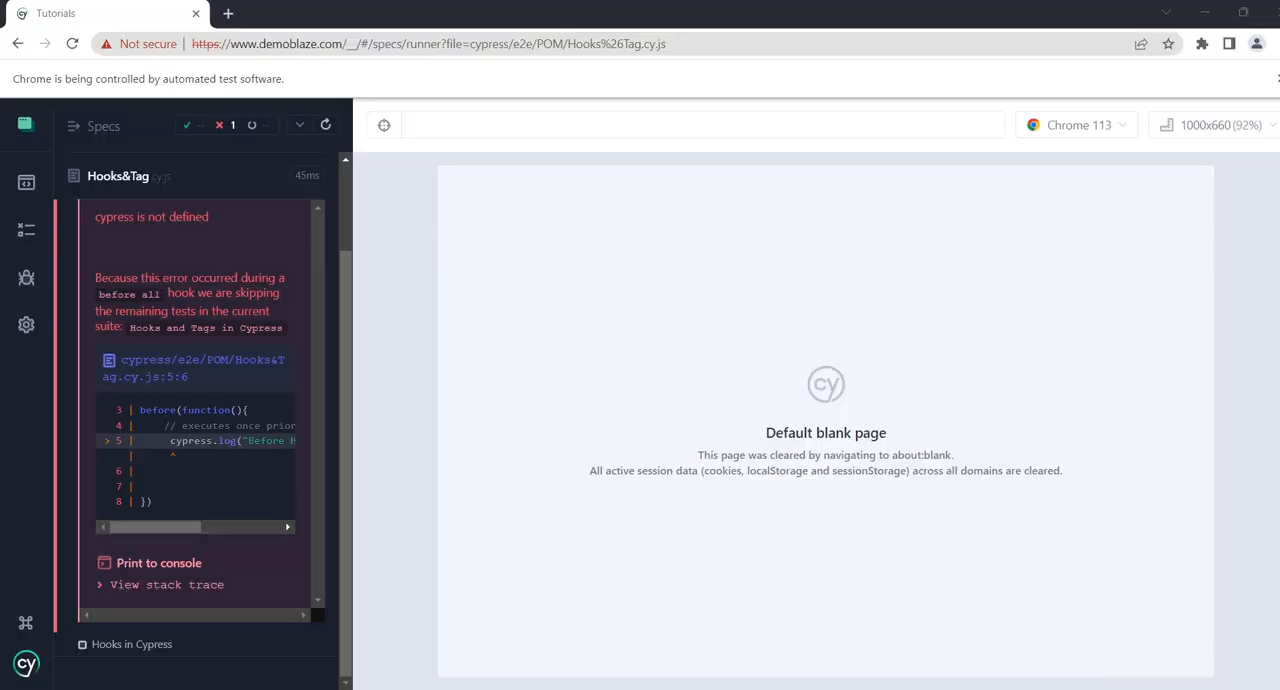 Tutorials
Not secure | https://www.demoblaze.com/__/#/specs/runner?file=cypress/e2e/POM/Hooks%26Tag.cy.js
Chrome is being controlled by automated test software.
Specs
-- 1 --
Chrome 113
1000x660 (92%)
Hooks&Tag cy.js
45ms
cypress is not defined
Because this error occurred during a
before all hook we are skipping
the remaining tests in the current
suite: Hooks and Tags in Cypress
cypress/e2e/POM/Hooks&T
ag.cy.js:5:6
3 | before(function(){
4 | // executes once prior
> 5 | cypress.log("Before H
| ^
6 |
7 |
8 | })
Print to console
> View stack trace
Hooks in Cypress
cy
cy
Default blank page
This page was cleared by navigating to about:blank.
All active session data (cookies, localStorage and sessionStorage) across all domains are cleared.